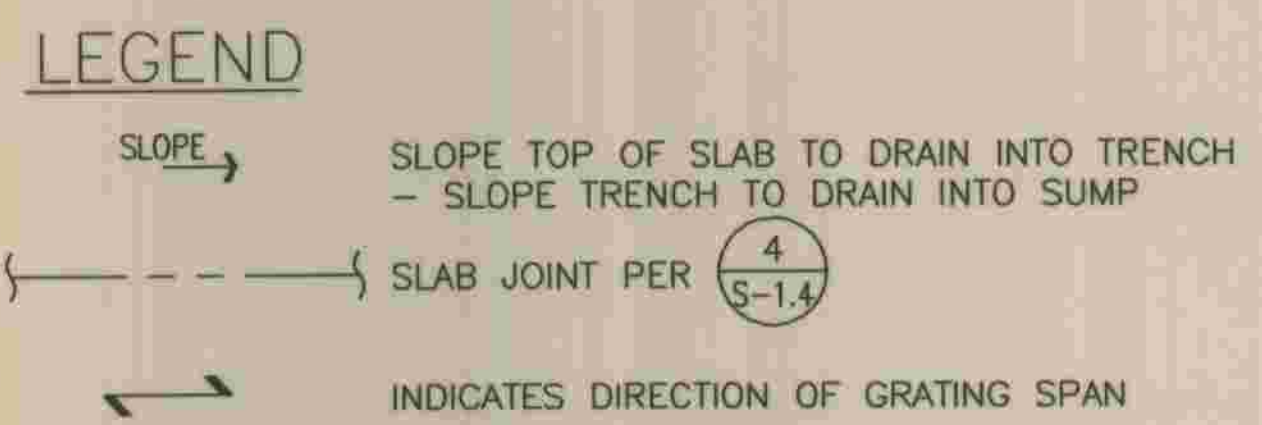 LEGEND
SLOPE
SLOPE TOP OF SLAB TO DRAIN INTO TRENCH
– SLOPE TRENCH TO DRAIN INTO SUMP
SLAB JOINT PER
4
S-1.4
INDICATES DIRECTION OF GRATING SPAN